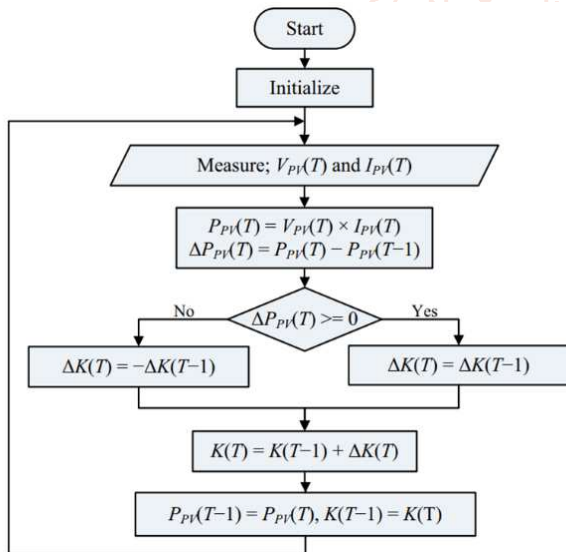 Start
Initialize
Measure; V_PV(T) and I_PV(T)
P_PV(T) = V_PV(T) × I_PV(T)
ΔP_PV(T) = P_PV(T) − P_PV(T−1)
No
ΔP_PV(T) >= 0
Yes
ΔK(T) = −ΔK(T−1)
ΔK(T) = ΔK(T−1)
K(T) = K(T−1) + ΔK(T)
P_PV(T−1) = P_PV(T), K(T−1) = K(T)